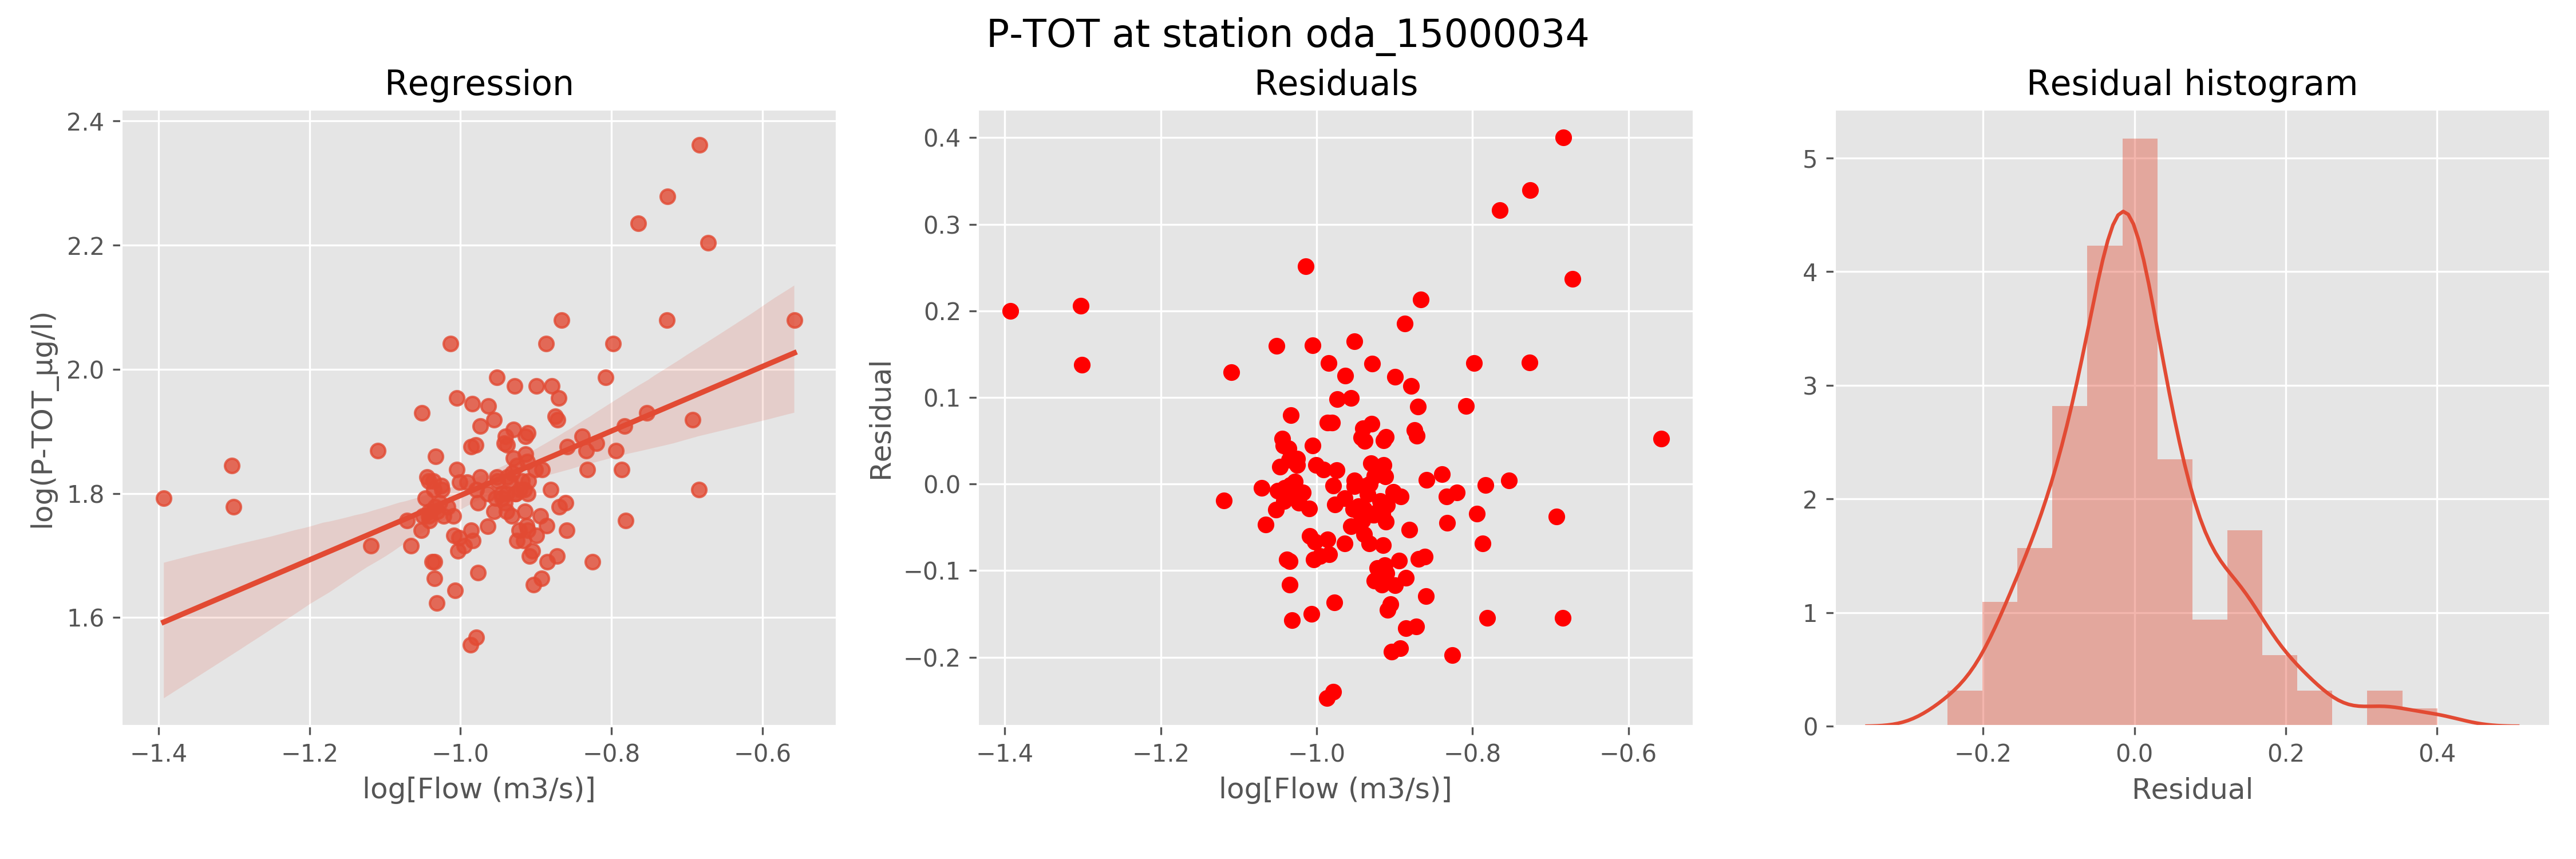 P-TOT at station oda_15000034
Regression
2.4
2.2
2.0
1.8
1.6
log(P-TOT_µg/l)
−1.4 −1.2 −1.0 −0.8 −0.6
log[Flow (m3/s)]
Residuals
0.4
0.3
0.2
0.1
0.0
−0.1
−0.2
Residual
−1.4 −1.2 −1.0 −0.8 −0.6
log[Flow (m3/s)]
Residual histogram
5
4
3
2
1
0
−0.2 0.0 0.2 0.4
Residual